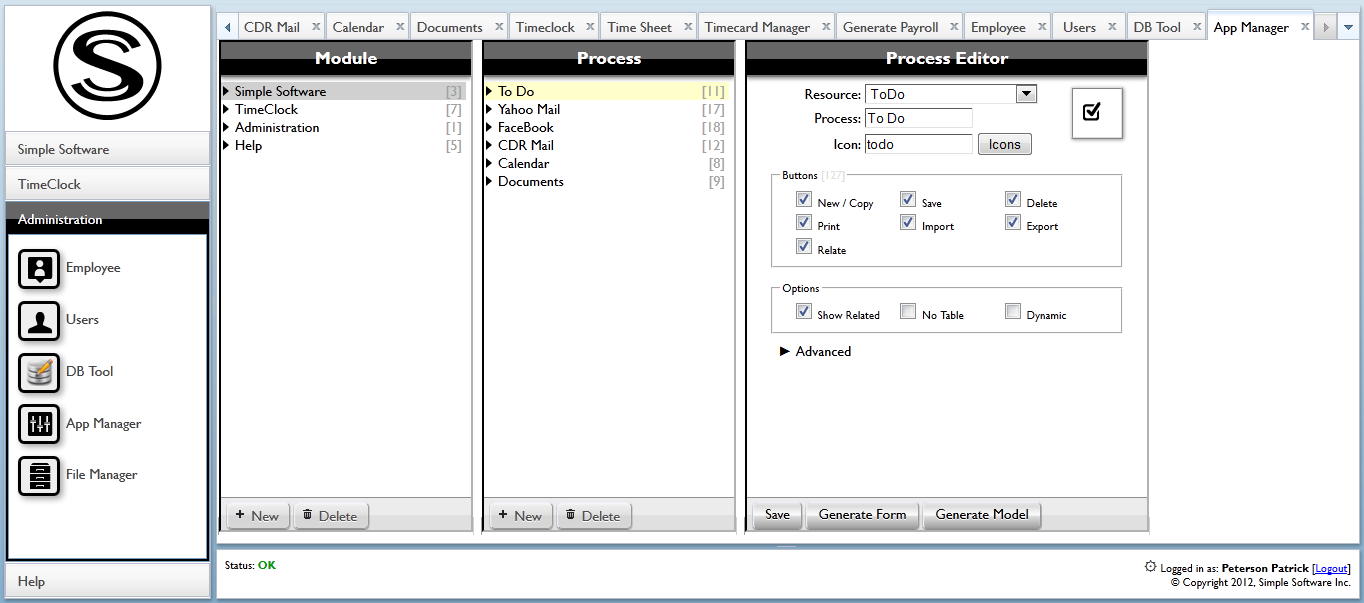 S
Simple Software
TimeClock
Administration
Employee
Users
DB Tool
App Manager
File Manager
Help
CDR Mail x Calendar x Documents x Timeclock x Time Sheet x Timecard Manager x Generate Payroll x Employee x Users x DB Tool x App Manager x
Module
Simple Software [3]
TimeClock [7]
Administration [1]
Help [5]
+ New Delete
Process
To Do [11]
Yahoo Mail [17]
FaceBook [18]
CDR Mail [12]
Calendar [8]
Documents [9]
+ New Delete
Process Editor
Resource: ToDo
Process: To Do
Icon: todo Icons
Buttons [127]
New / Copy Save Delete
Print Import Export
Relate
Options
Show Related No Table Dynamic
Advanced
Save Generate Form Generate Model
Status: OK
Logged in as: Peterson Patrick [Logout]
© Copyright 2012, Simple Software Inc.